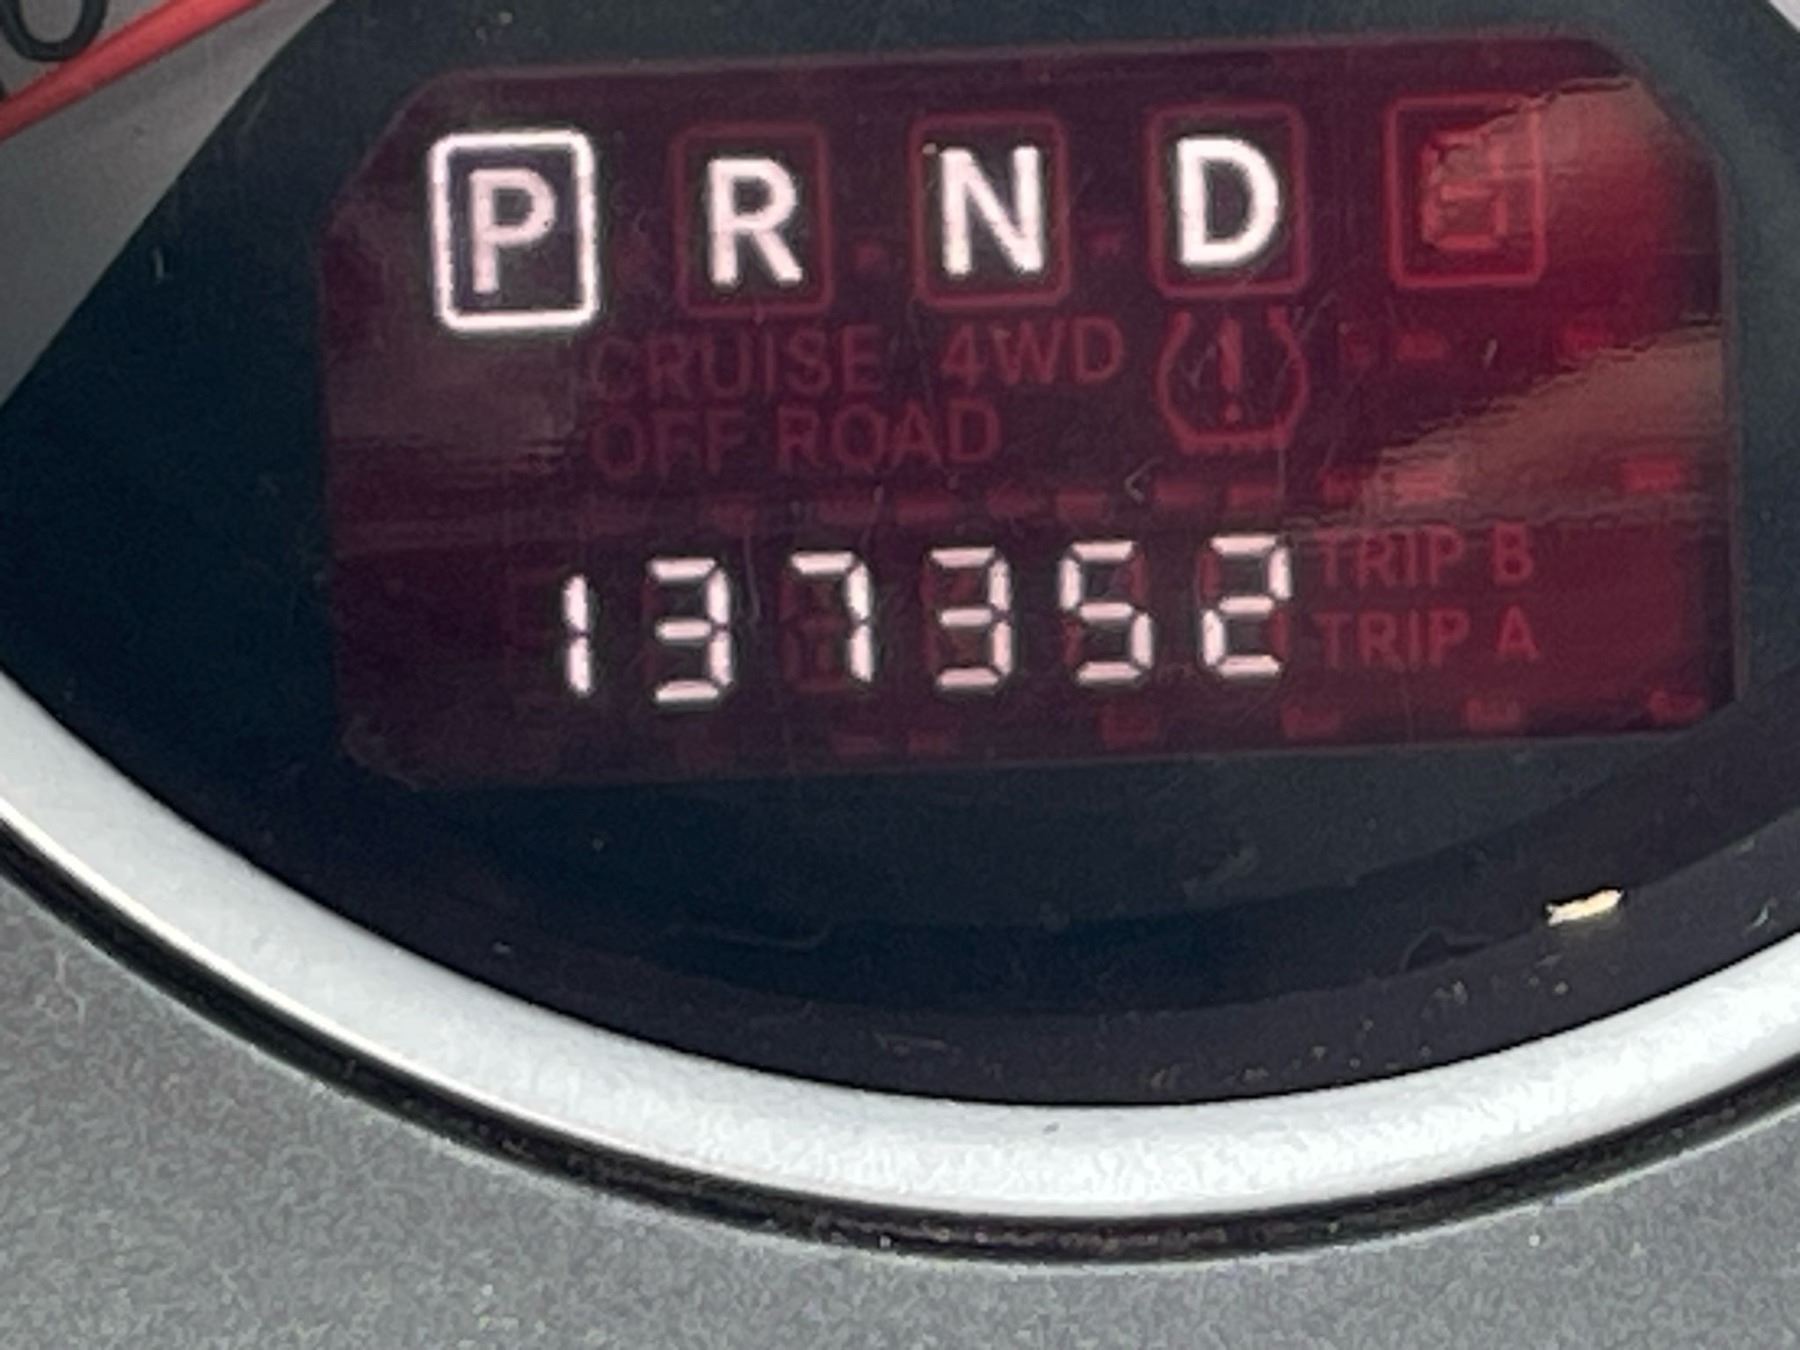 P R N D
CRUISE 4WD
OFF ROAD
137352
TRIP B
TRIP A